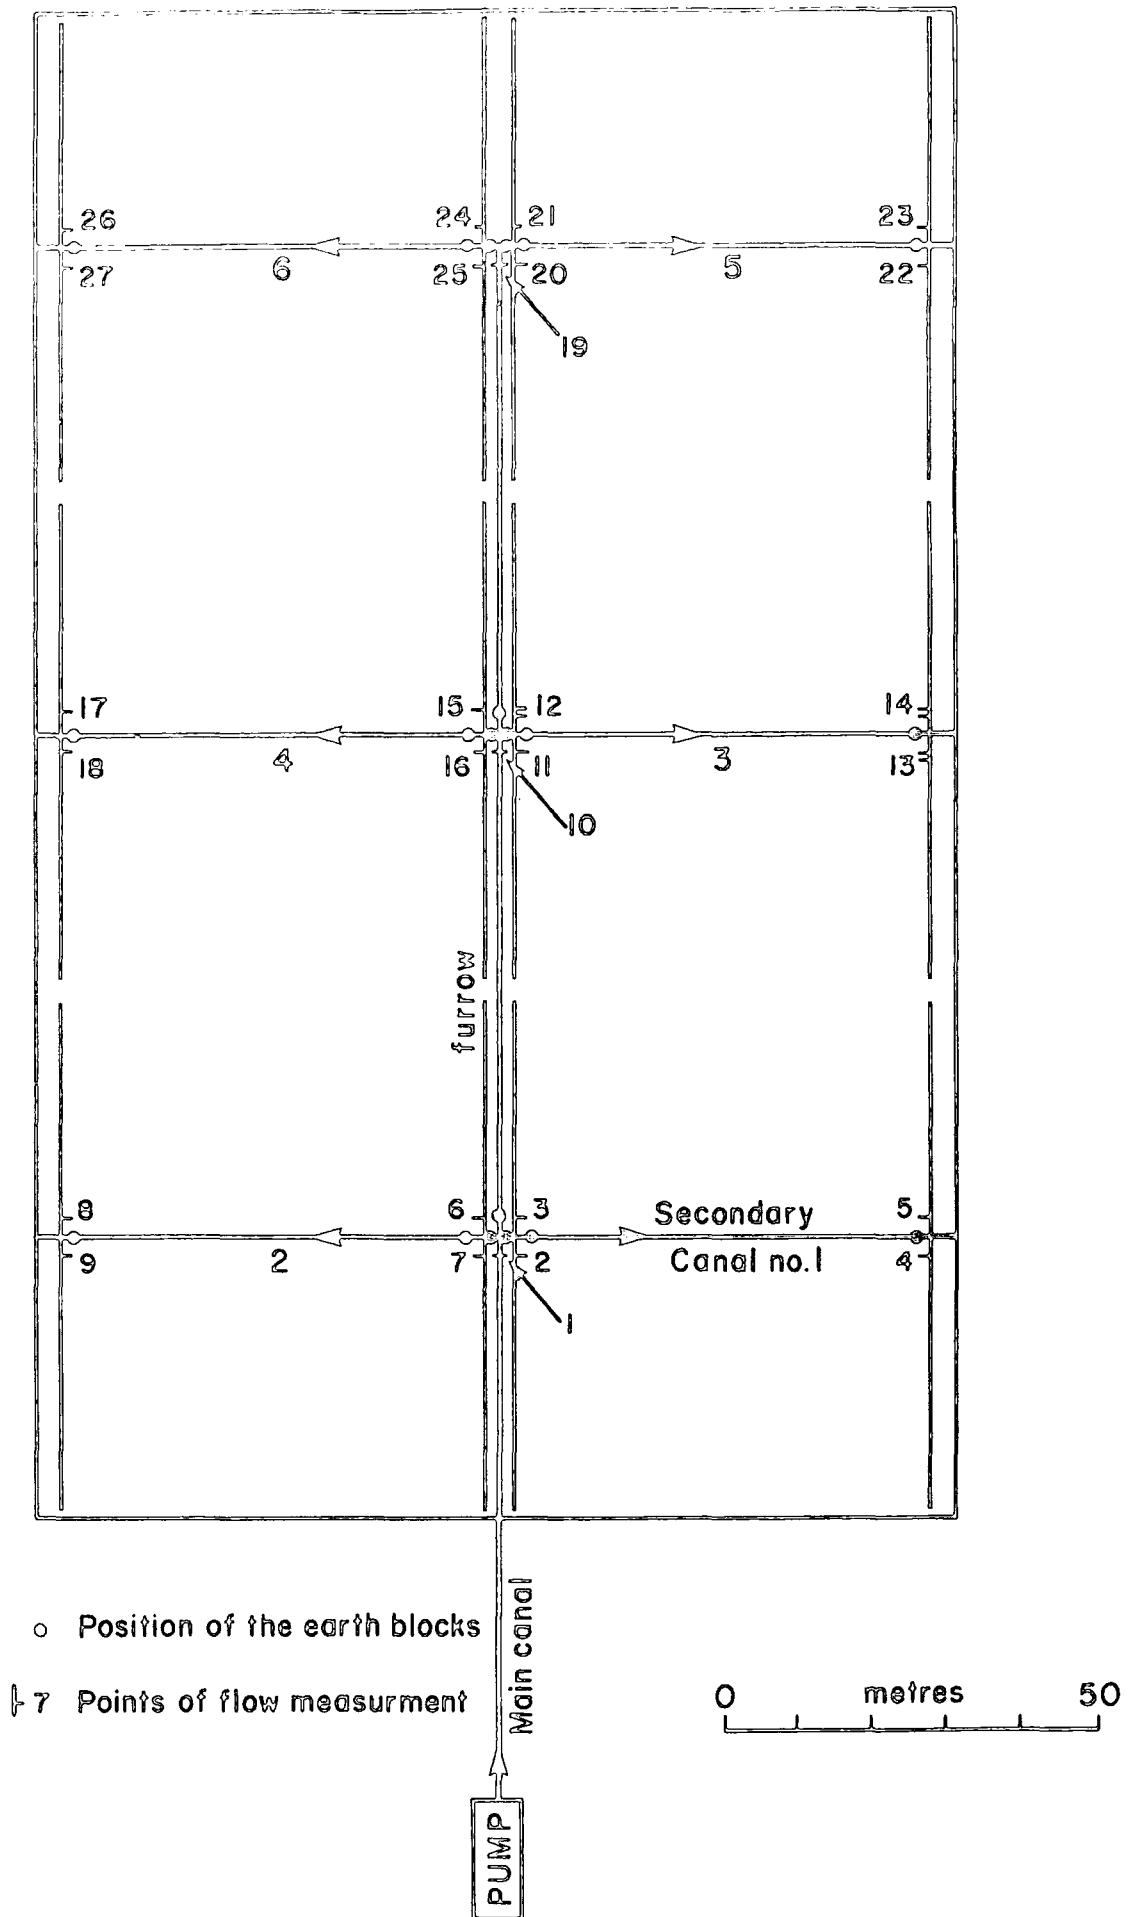 26 24 21 23
27 6 25 20 5 22
19
17 15 12 14
18 4 16 11 3 13
10
furrow
8 6 3 Secondary 5
9 2 7 2 Canal no.1 4
1
Position of the earth blocks
7 Points of flow measurment
Main canal
0 metres 50
PUMP